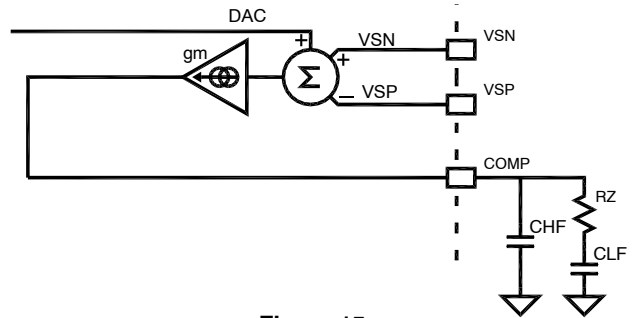 DAC
+
gm
Σ
VSN
+
VSN
– VSP
VSP
COMP
RZ
CHF
CLF